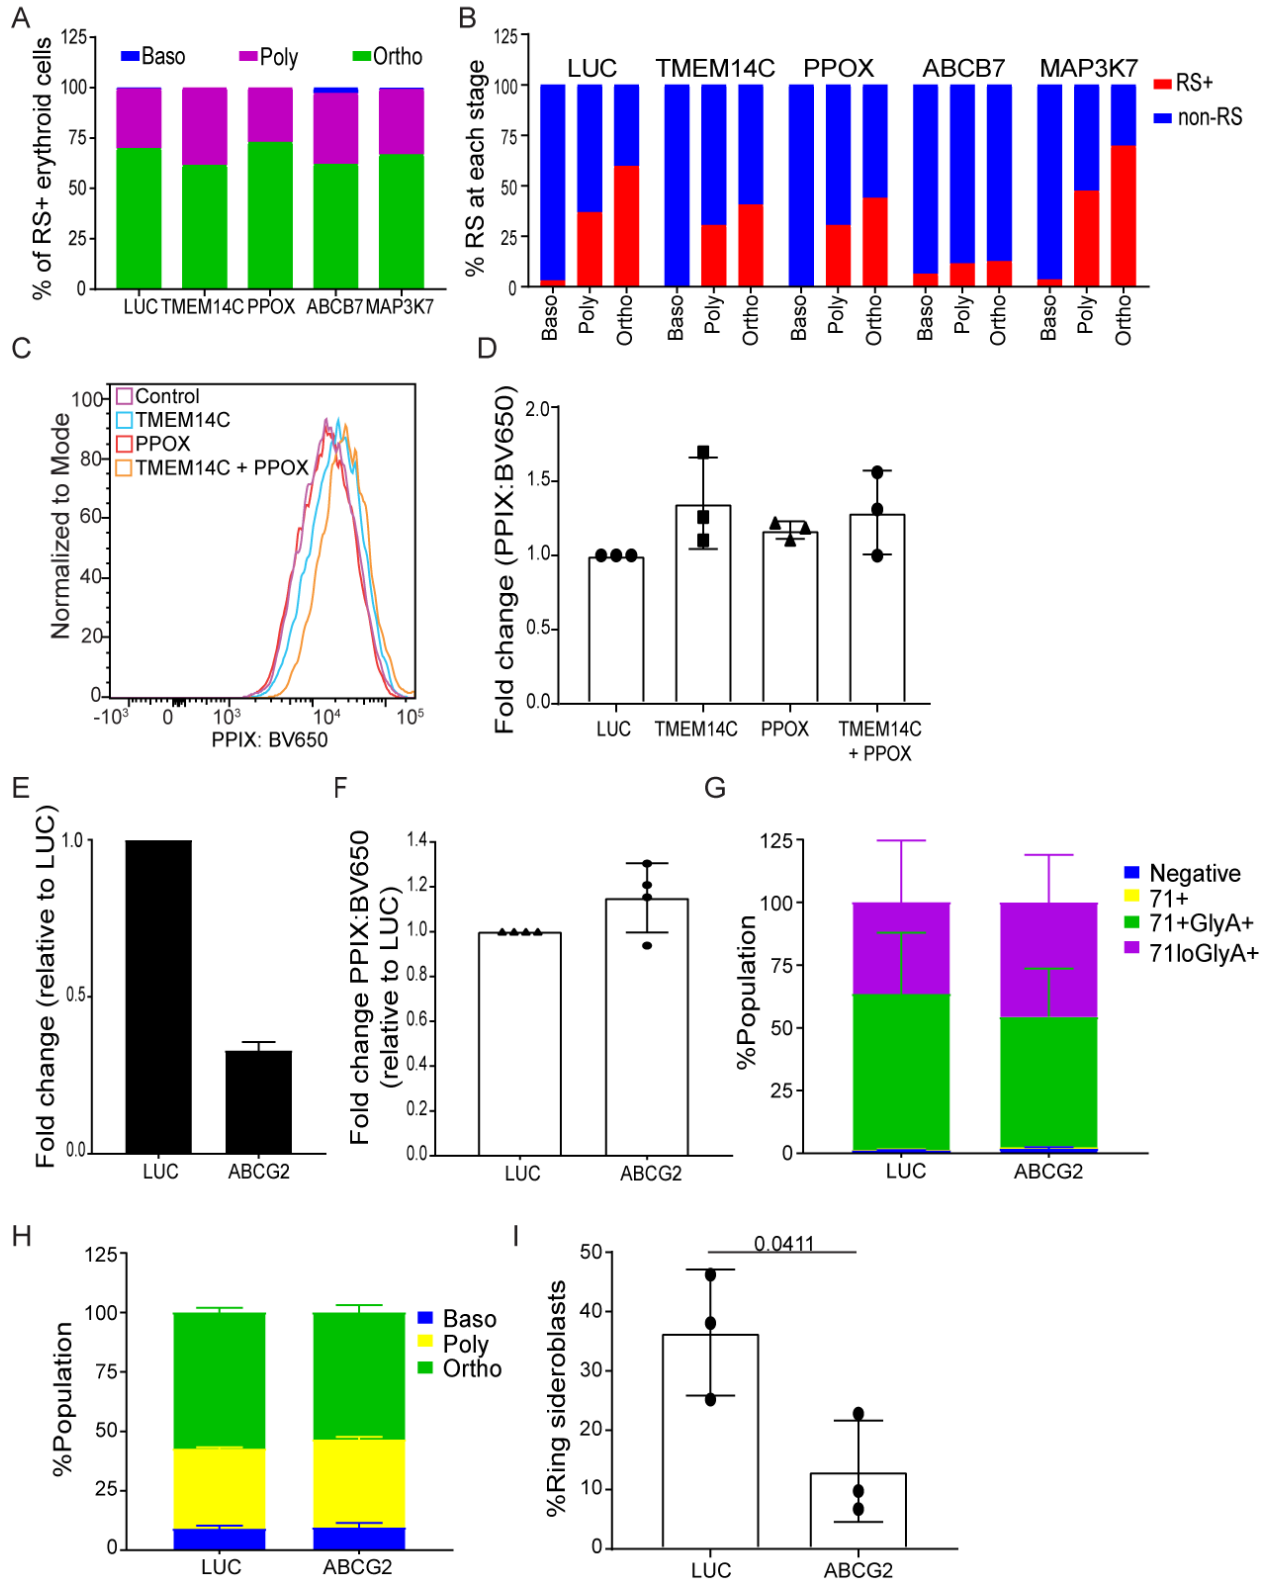 A
% of RS+ erythroid cells
125
100
75
50
25
0
Baso
Poly
Ortho
LUC TMEM14C PPOX ABCB7 MAP3K7
B
% RS at each stage
125
100
75
50
25
0
LUC TMEM14C PPOX ABCB7 MAP3K7
RS+
non-RS
Baso Poly Ortho Baso Poly Ortho Baso Poly Ortho Baso Poly Ortho Baso Poly Ortho
C
Normalized to Mode
100
80
60
40
20
0
Control
TMEM14C
PPOX
TMEM14C + PPOX
-10³ 0 10³ 10⁴ 10⁵
PPIX: BV650
D
Fold change (PPIX:BV650)
2.0
1.5
1.0
0.5
0.0
LUC TMEM14C PPOX TMEM14C
+ PPOX
E
Fold change (relative to LUC)
1.0
0.5
0.0
LUC ABCG2
F
Fold change PPIX:BV650
(relative to LUC)
1.4
1.2
1.0
0.8
0.6
0.4
0.2
0.0
LUC ABCG2
G
%Population
125
100
75
50
25
0
Negative
71+
71+GlyA+
71loGlyA+
LUC ABCG2
H
%Population
125
100
75
50
25
0
Baso
Poly
Ortho
LUC ABCG2
I
%Ring sideroblasts
50
40
30
20
10
0
0.0411
LUC ABCG2